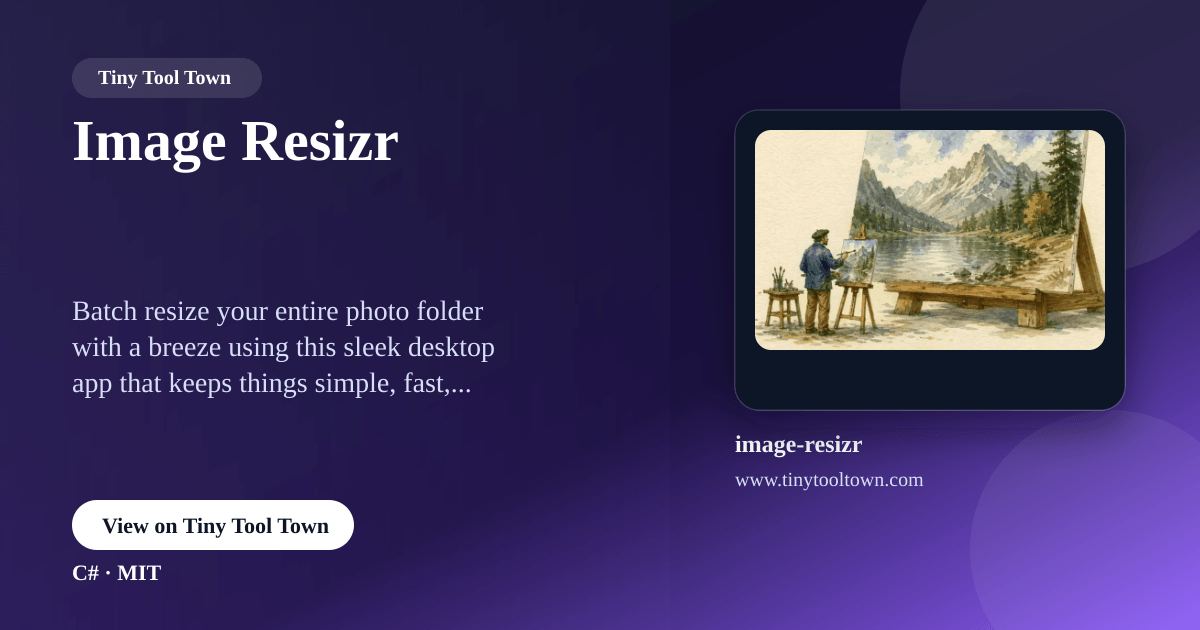 Tiny Tool Town
Image Resizr
Batch resize your entire photo folder
with a breeze using this sleek desktop
app that keeps things simple, fast,...
View on Tiny Tool Town
C# · MIT
image-resizr
www.tinytooltown.com